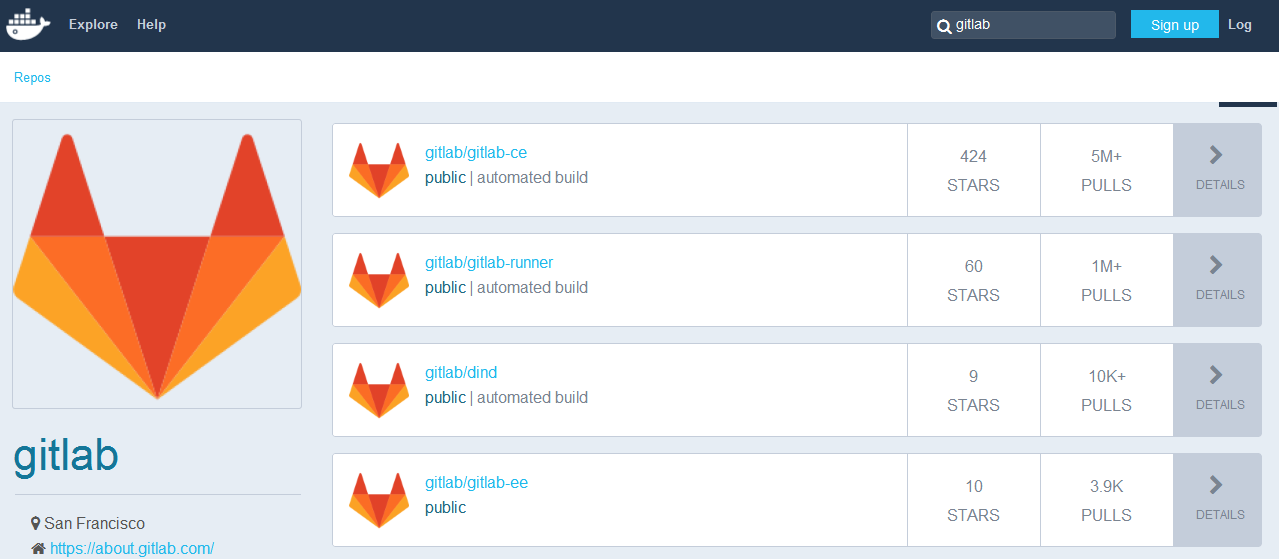 Explore Help gitlab Sign up Log
Repos
gitlab
San Francisco
https://about.gitlab.com/
gitlab/gitlab-ce
public | automated build
424
STARS
5M+
PULLS
DETAILS
gitlab/gitlab-runner
public | automated build
60
STARS
1M+
PULLS
DETAILS
gitlab/dind
public | automated build
9
STARS
10K+
PULLS
DETAILS
gitlab/gitlab-ee
public
10
STARS
3.9K
PULLS
DETAILS